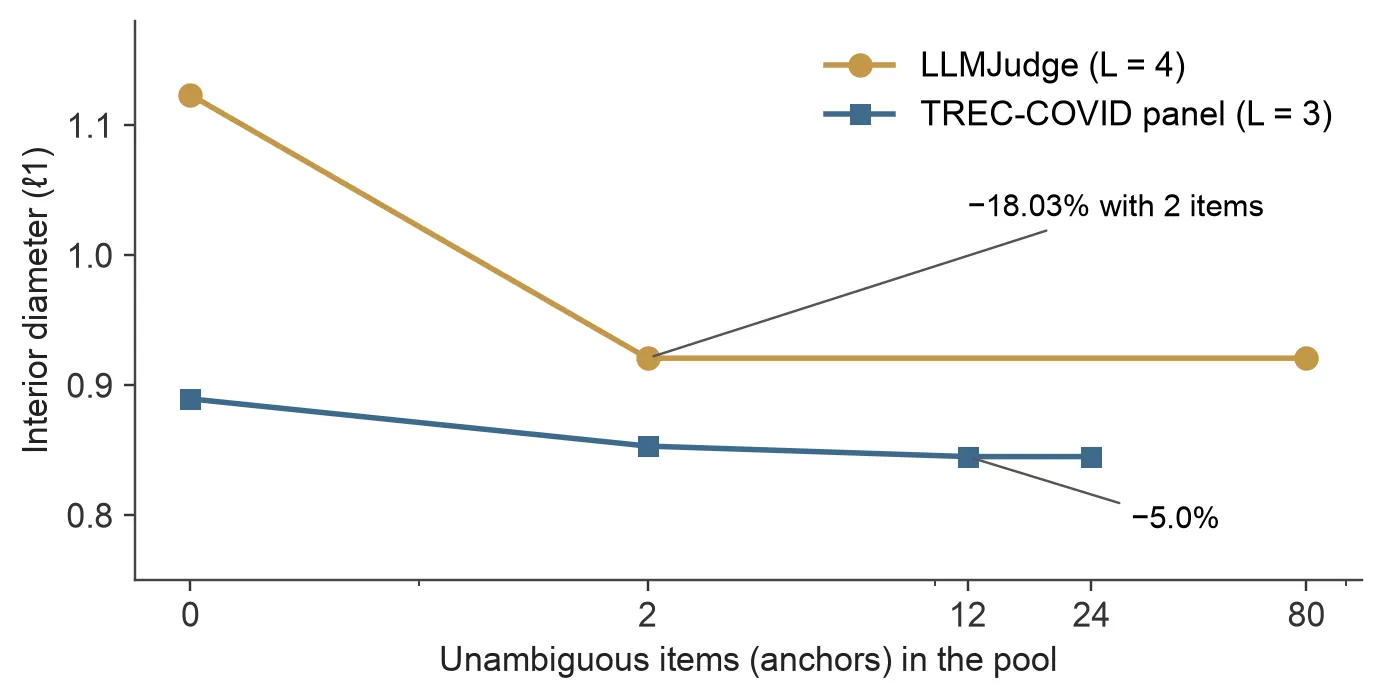 LLMJudge (L = 4)
TREC-COVID panel (L = 3)
1.1
1.0
0.9
0.8
Interior diameter (ℓ1)
−18.03% with 2 items
−5.0%
0 2 12 24 80
Unambiguous items (anchors) in the pool